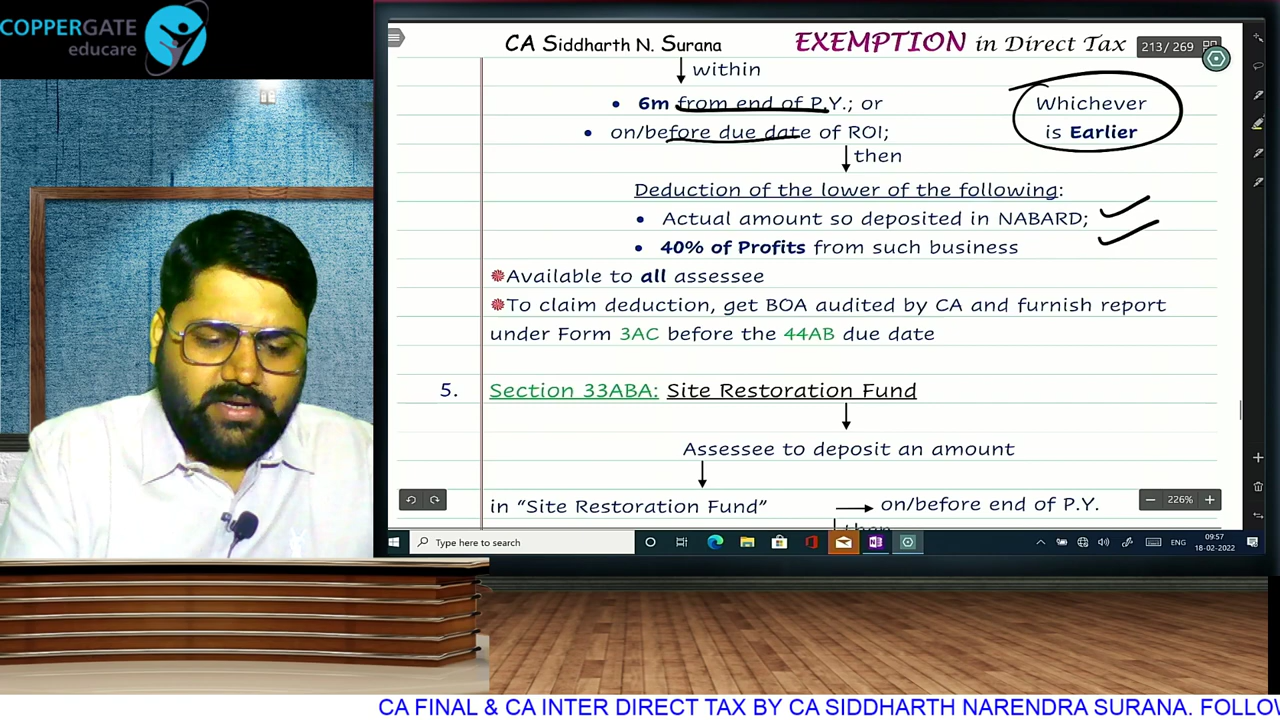 COPPERGATE
educare
CA Siddharth N. Surana
EXEMPTION in Direct Tax
213 / 269
within
• 6m from end of P.Y.; or
• on/before due date of ROI;
Whichever
is Earlier
then
Deduction of the lower of the following:
• Actual amount so deposited in NABARD;
• 40% of Profits from such business
Available to all assessee
To claim deduction, get BOA audited by CA and furnish report
under Form 3AC before the 44AB due date
5. Section 33ABA: Site Restoration Fund
Assessee to deposit an amount
in “Site Restoration Fund” on/before end of P.Y.
then
226%
Type here to search
ENG
09:57
18-02-2022
CA FINAL & CA INTER DIRECT TAX BY CA SIDDHARTH NARENDRA SURANA. FOLLOW